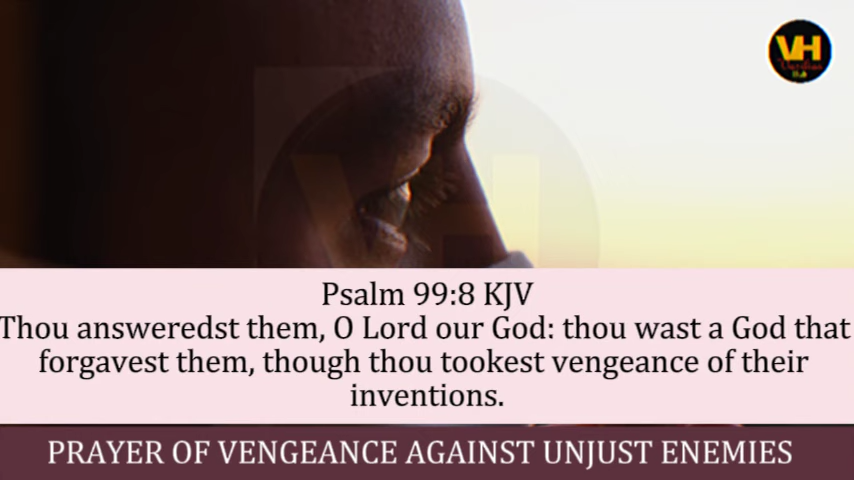 VH
Psalm 99:8 KJV
Thou answeredst them, O Lord our God: thou wast a God that
forgavest them, though thou tookest vengeance of their
inventions.
PRAYER OF VENGEANCE AGAINST UNJUST ENEMIES